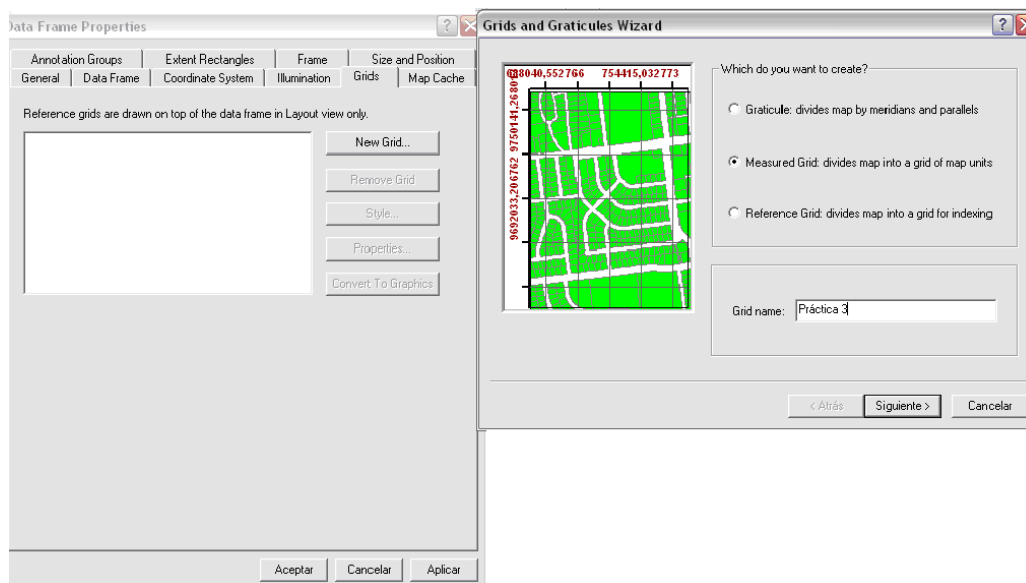 Data Frame Properties
Annotation Groups
Extent Rectangles
Frame
Size and Position
General
Data Frame
Coordinate System
Illumination
Grids
Map Cache
Reference grids are drawn on top of the data frame in Layout view only.
New Grid...
Remove Grid
Style...
Properties...
Convert To Graphics
Aceptar
Cancelar
Aplicar
Grids and Graticules Wizard
688040,552766
754415,032773
9692033,206762
Which do you want to create?
Graticule: divides map by meridians and parallels
Measured Grid: divides map into a grid of map units
Reference Grid: divides map into a grid for indexing
Grid name:
Práctica 3
< Atrás
Siguiente >
Cancelar